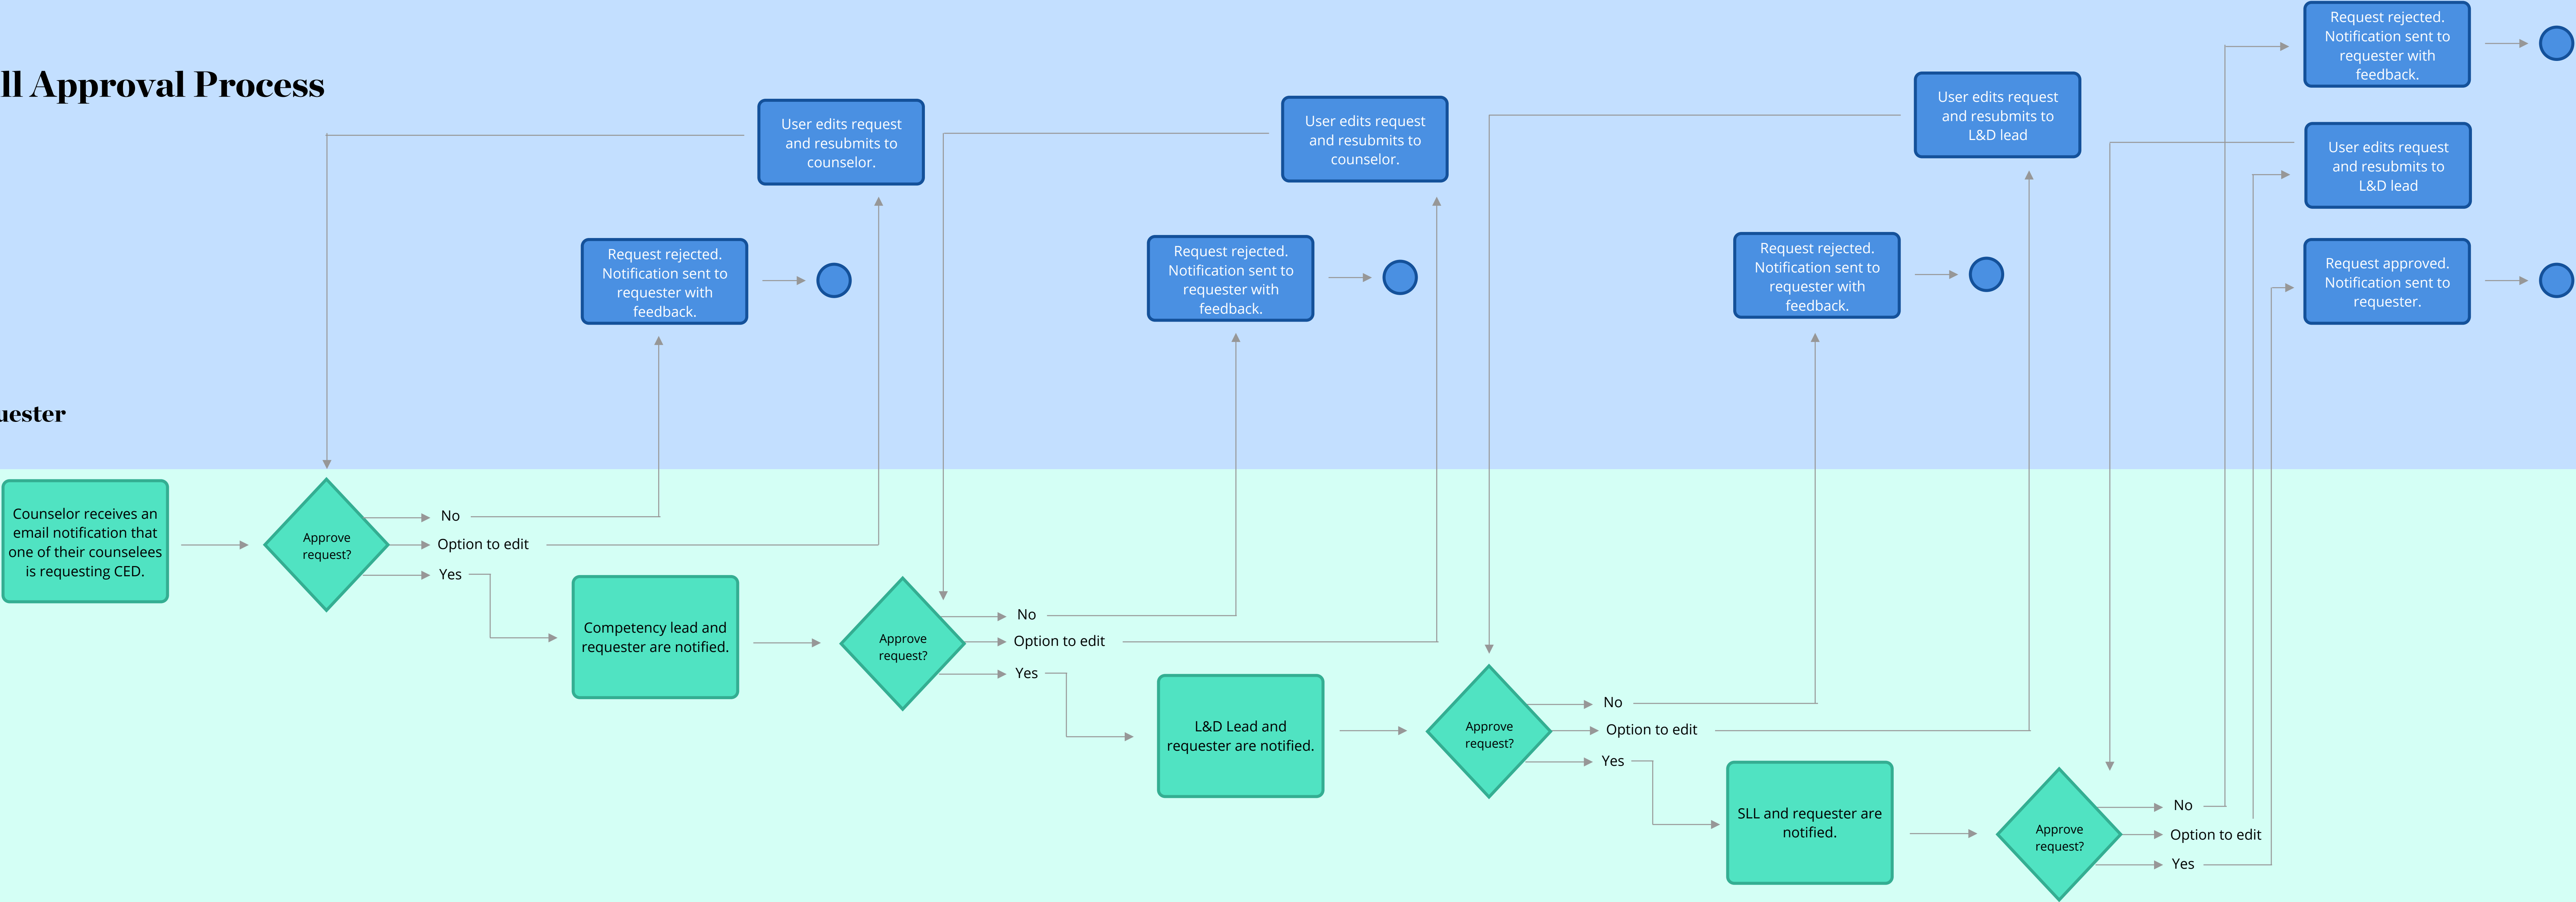 ll Approval Process
Request rejected.
Notification sent to
requester with
feedback.
User edits request
and resubmits to
counselor.
User edits request
and resubmits to
counselor.
User edits request
and resubmits to
L&D lead
User edits request
and resubmits to
L&D lead
Request rejected.
Notification sent to
requester with
feedback.
Request rejected.
Notification sent to
requester with
feedback.
Request rejected.
Notification sent to
requester with
feedback.
Request approved.
Notification sent to
requester.
uester
Counselor receives an
email notification that
one of their counselees
is requesting CED.
Approve
request?
No
Option to edit
Yes
Competency lead and
requester are notified.
Approve
request?
No
Option to edit
Yes
L&D Lead and
requester are notified.
Approve
request?
No
Option to edit
Yes
SLL and requester are
notified.
Approve
request?
No
Option to edit
Yes